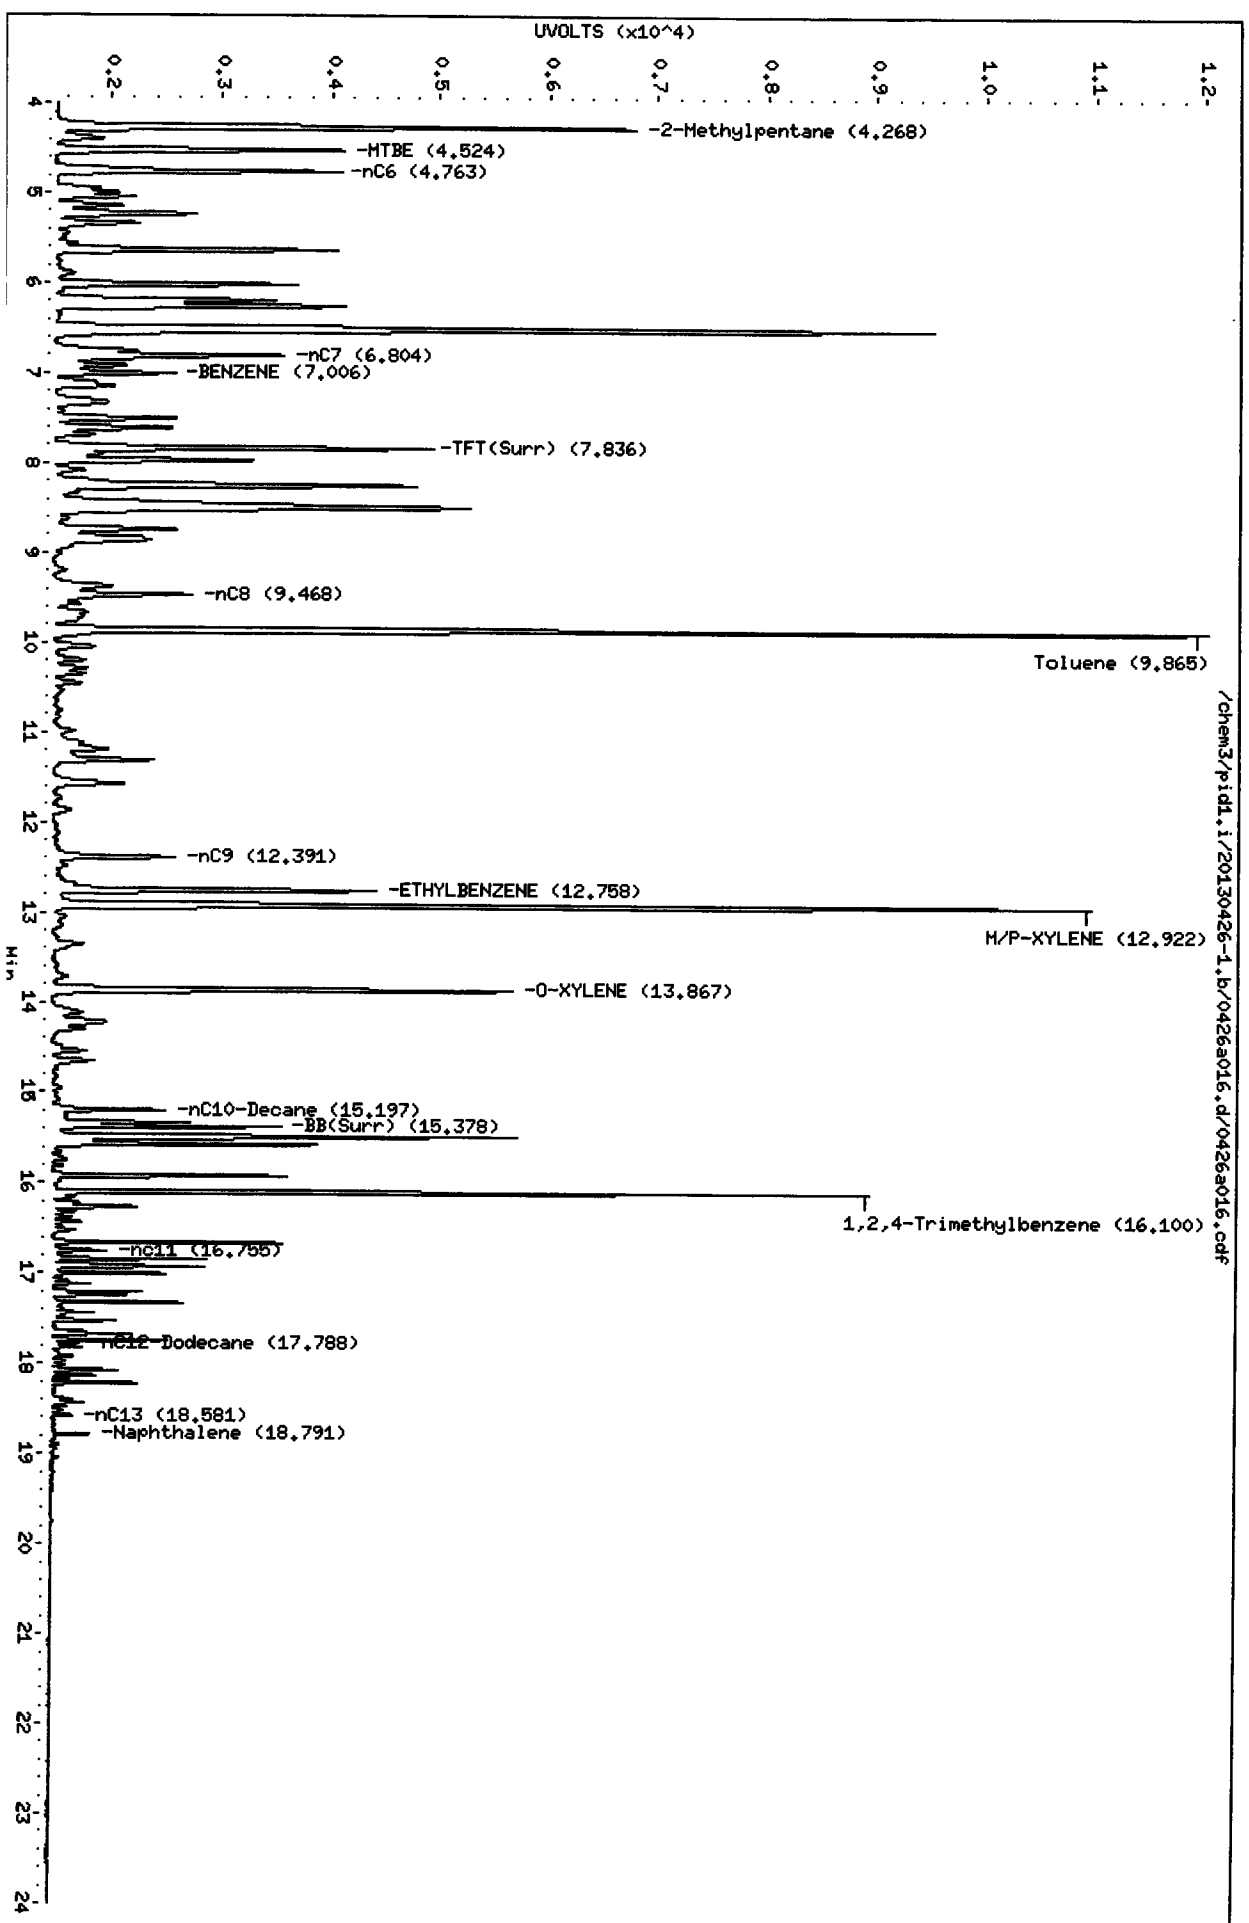 /chem3/pid1.i/20130426-1.b/0426a016.d/0426a016.cdf
UVOLTS (x10^4)
0.2-
0.3-
0.4-
0.5-
0.6-
0.7-
0.8-
0.9-
1.0-
1.1-
1.2-
-2-Methylpentane (4.268)
-MTBE (4.524)
-nC6 (4.763)
-nC7 (6.804)
-BENZENE (7.006)
-TFT(Surr) (7.836)
-nC8 (9.468)
Toluene (9.865)
-nC9 (12.391)
-ETHYLBENZENE (12.758)
M/P-XYLENE (12.922)
-O-XYLENE (13.867)
-nC10-Decane (15.197)
-BB(Surr) (15.378)
1,2,4-Trimethylbenzene (16.100)
-nc11 (16.755)
nC12-Dodecane (17.788)
-nC13 (18.581)
-Naphthalene (18.791)
4
5
6
7
8
9
10
11
12
13
14
15
16
17
18
19
20
21
22
23
24
Min